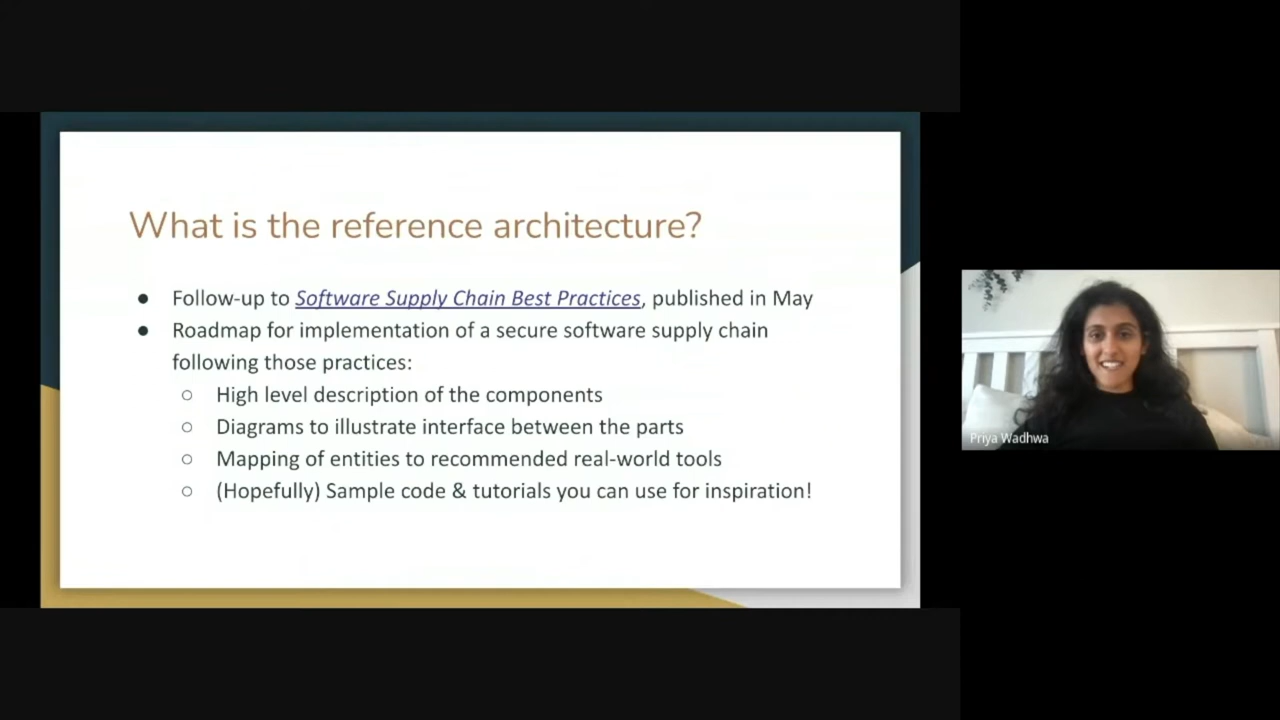 What is the reference architecture?
● Follow-up to Software Supply Chain Best Practices, published in May
● Roadmap for implementation of a secure software supply chain
following those practices:
○ High level description of the components
○ Diagrams to illustrate interface between the parts
○ Mapping of entities to recommended real-world tools
○ (Hopefully) Sample code & tutorials you can use for inspiration!
Priya Wadhwa